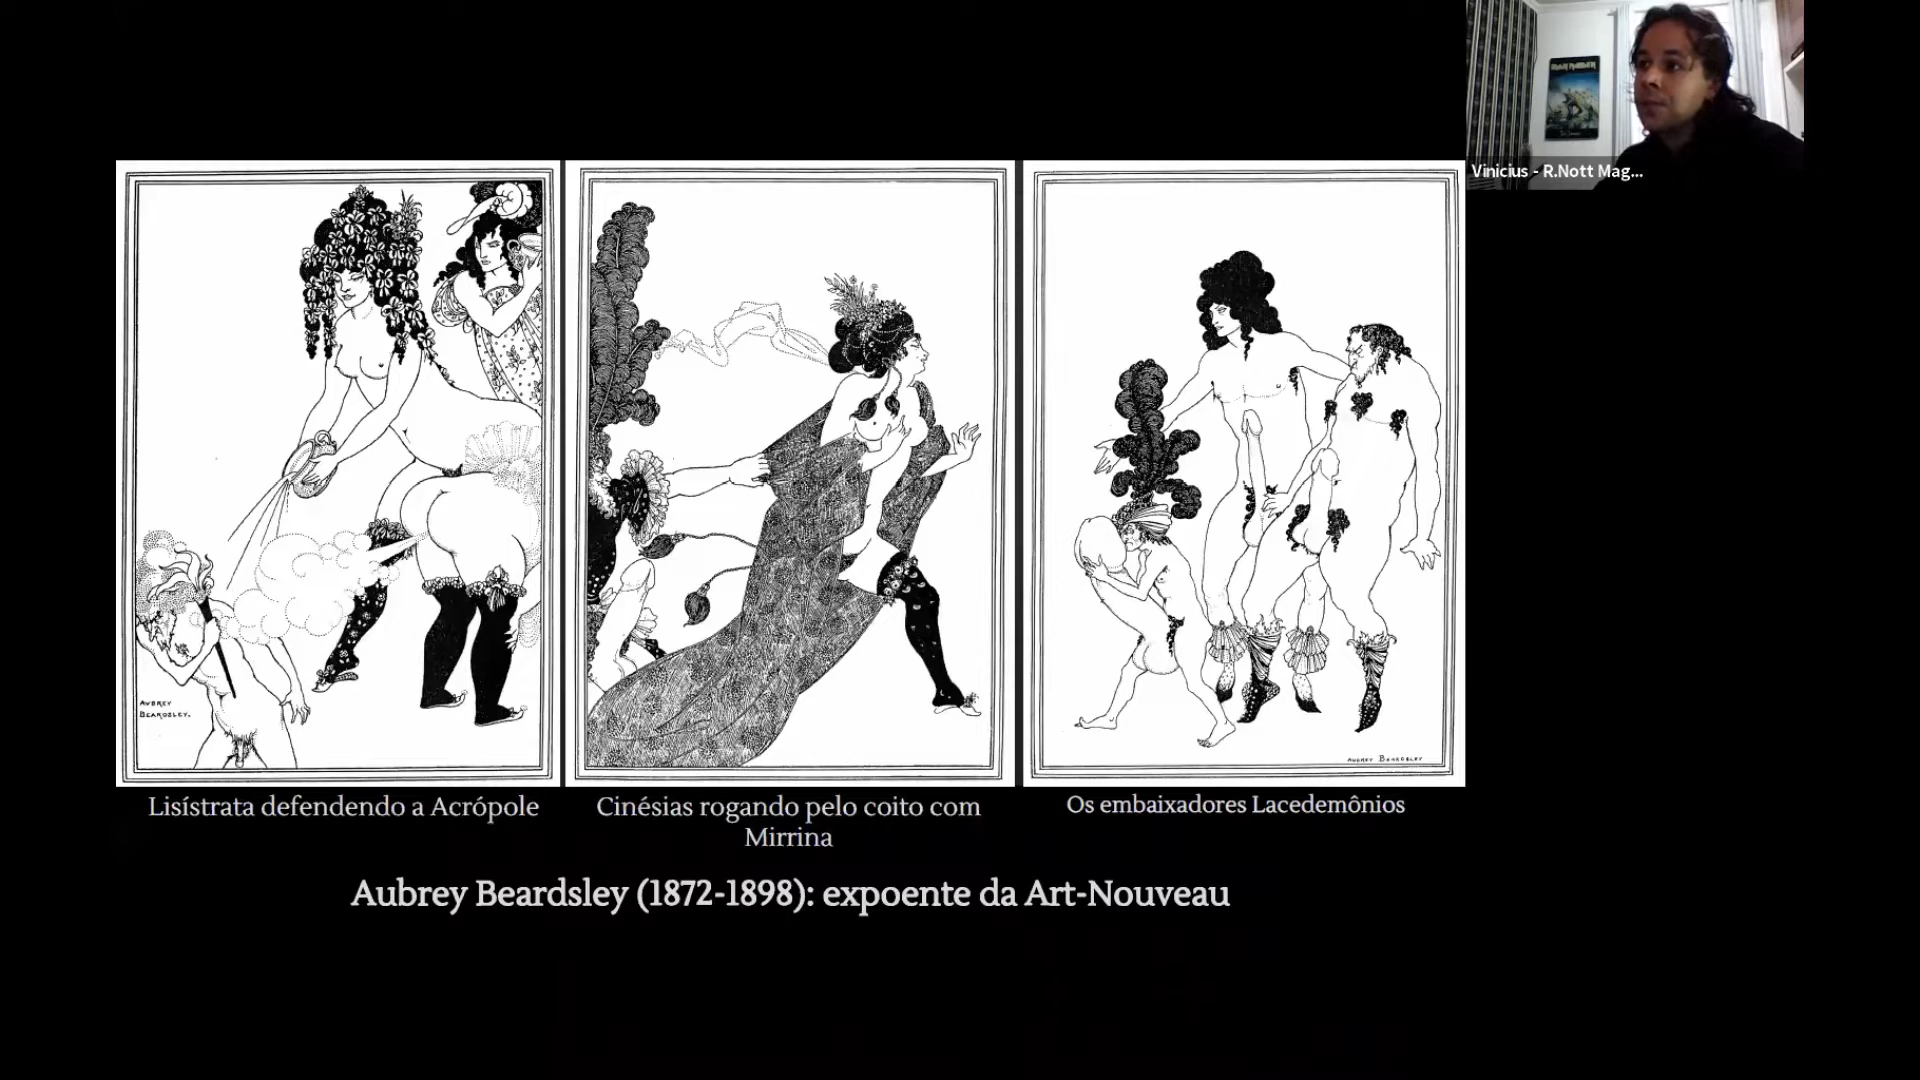 Vinicius - R.Nott Mag...
AUBREY
BEARDSLEY.
AUBREY BEARDSLEY
Lisístrata defendendo a Acrópole
Cinésias rogando pelo coito com
Mirrina
Os embaixadores Lacedemônios
Aubrey Beardsley (1872-1898): expoente da Art-Nouveau